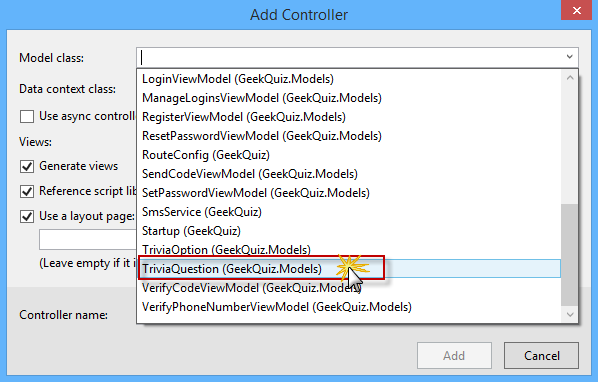 Add Controller
Model class:
LoginViewModel (GeekQuiz.Models)
Data context class:
ManageLoginsViewModel (GeekQuiz.Models)
Use async controlle
RegisterViewModel (GeekQuiz.Models)
ResetPasswordViewModel (GeekQuiz.Models)
Views:
RouteConfig (GeekQuiz)
Generate views
SendCodeViewModel (GeekQuiz.Models)
Reference script lib
SetPasswordViewModel (GeekQuiz.Models)
Use a layout page:
SmsService (GeekQuiz)
Startup (GeekQuiz)
TriviaOption (GeekQuiz.Models)
(Leave empty if it i
TriviaQuestion (GeekQuiz.Models)
VerifyCodeViewModel (GeekQuiz.Models)
Controller name:
VerifyPhoneNumberViewModel (GeekQuiz.Models)
Add
Cancel